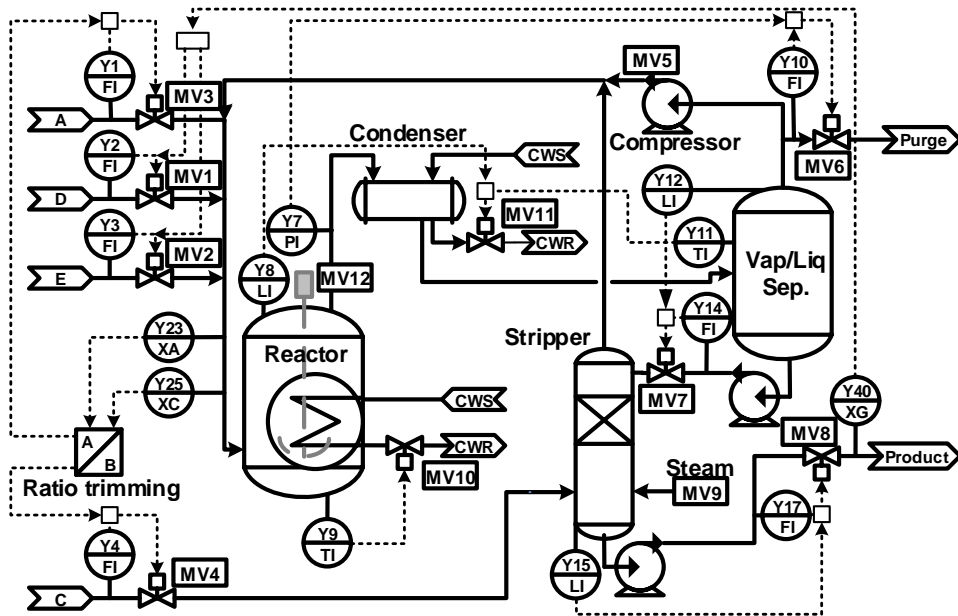 Y1
FI
MV3
A
Y2
FI
MV1
D
Y3
FI
MV2
E
Y7
PI
Y8
LI
MV12
Condenser
CWS
MV11
CWR
MV5
Compressor
Y10
FI
MV6
Purge
Y12
LI
Y11
TI
Vap/Liq
Sep.
Y14
FI
MV7
Stripper
Reactor
Y23
XA
Y25
XC
A
B
Ratio trimming
CWS
CWR
MV10
Y9
TI
Steam
MV9
Y40
XG
MV8
Product
Y17
FI
Y15
LI
Y4
FI
MV4
C